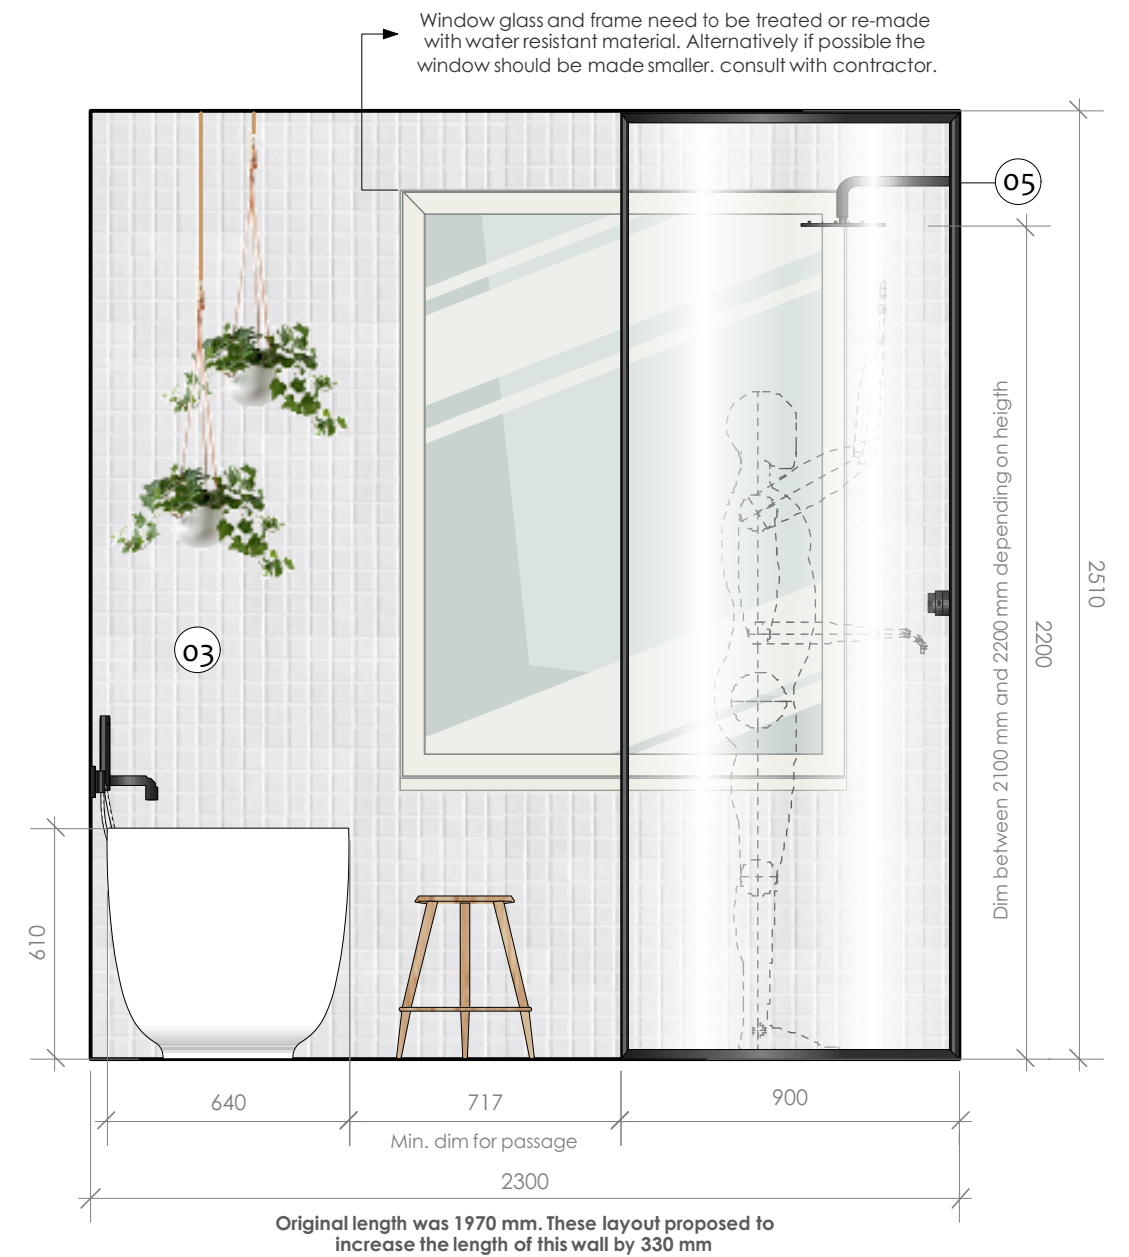 Window glass and frame need to be treated or re-made
with water resistant material. Alternatively if possible the
window should be made smaller. consult with contractor.
05
03
Dim between 2100 mm and 2200 mm depending on heigth
2200
2510
610
640
717
900
Min. dim for passage
2300
Original length was 1970 mm. These layout proposed to
increase the length of this wall by 330 mm